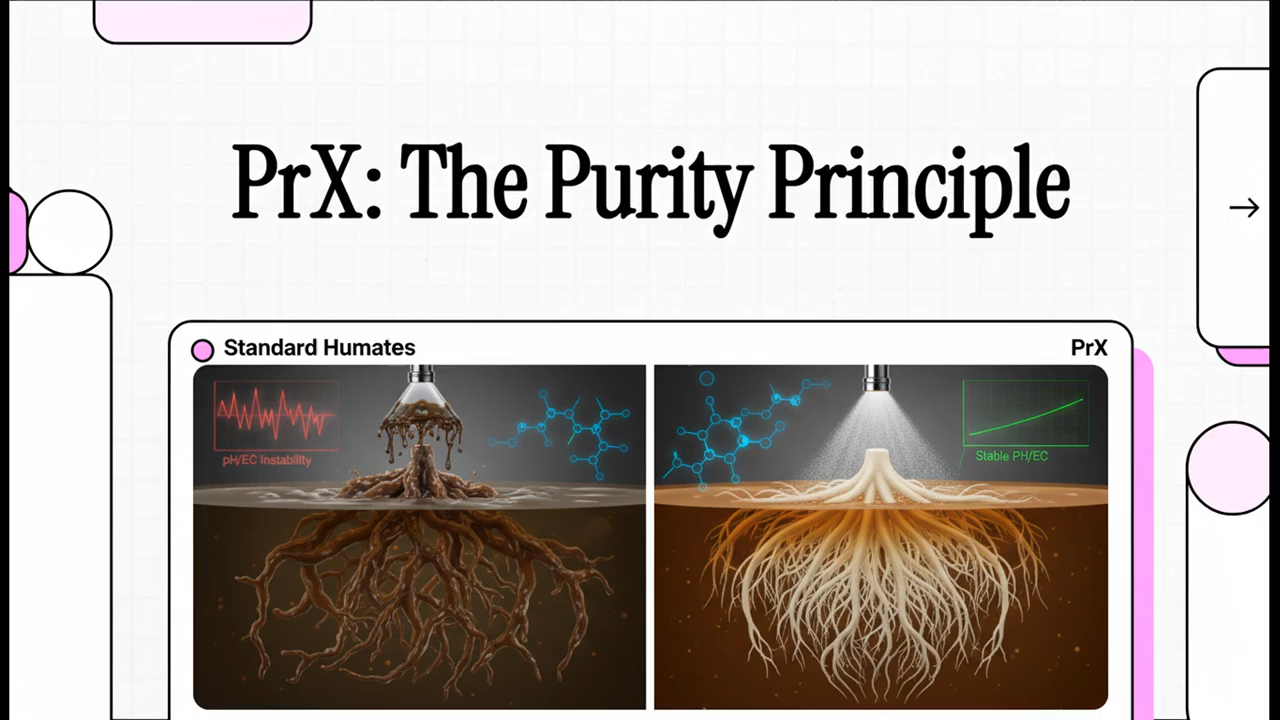 PrX: The Purity Principle
Standard Humates
PrX
pH/EC Instability
Stable PH/EC